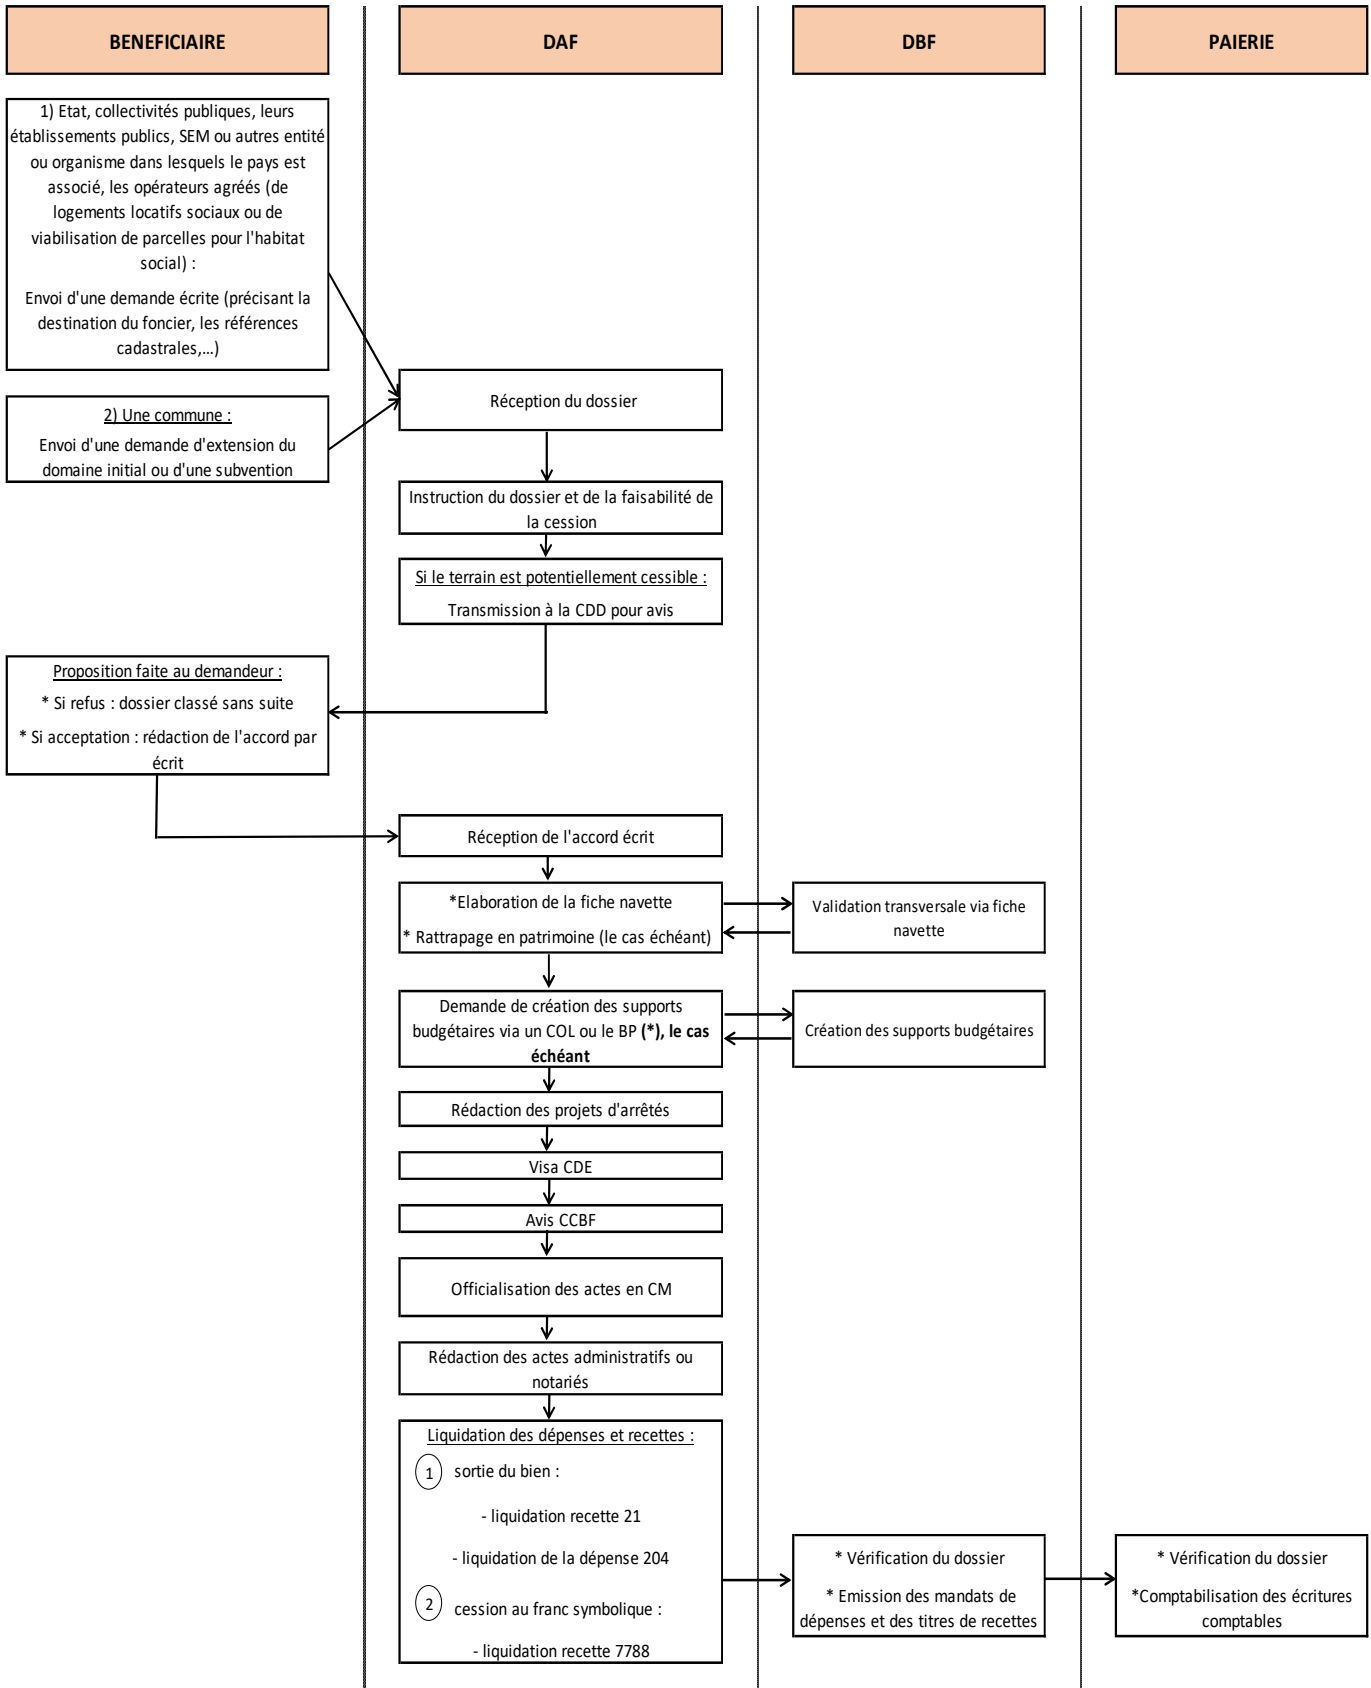 BENEFICIAIRE
DAF
DBF
PAIERIE
1) Etat, collectivités publiques, leurs
établissements publics, SEM ou autres entité
ou organisme dans lesquels le pays est
associé, les opérateurs agréés (de
logements locatifs sociaux ou de
viabilisation de parcelles pour l'habitat
social) :
Envoi d'une demande écrite (précisant la
destination du foncier, les références
cadastrales,…)
2) Une commune :
Envoi d'une demande d'extension du
domaine initial ou d'une subvention
Réception du dossier
Instruction du dossier et de la faisabilité de
la cession
Si le terrain est potentiellement cessible :
Transmission à la CDD pour avis
Proposition faite au demandeur :
* Si refus : dossier classé sans suite
* Si acceptation : rédaction de l'accord par
écrit
Réception de l'accord écrit
*Elaboration de la fiche navette
* Rattrapage en patrimoine (le cas échéant)
Validation transversale via fiche
navette
Demande de création des supports
budgétaires via un COL ou le BP (*), le cas
échéant
Création des supports budgétaires
Rédaction des projets d'arrêtés
Visa CDE
Avis CCBF
Officialisation des actes en CM
Rédaction des actes administratifs ou
notariés
Liquidation des dépenses et recettes :
1 sortie du bien :
- liquidation recette 21
- liquidation de la dépense 204
2 cession au franc symbolique :
- liquidation recette 7788
* Vérification du dossier
* Emission des mandats de
dépenses et des titres de recettes
* Vérification du dossier
*Comptabilisation des écritures
comptables